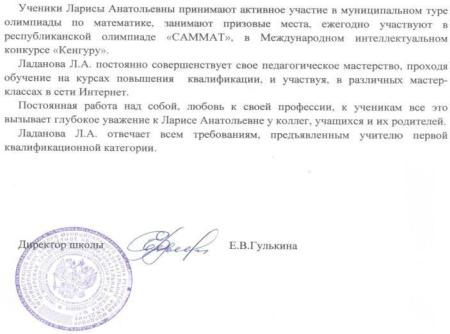 Ученики Ларисы Анатольевны принимают активное участие в муниципальном туре
олимпиады по математике, занимают призовые места, ежегодно участвуют в
республиканской олимпиаде «САММАТ», в Международном интеллектуальном
конкурсе «Кенгуру».
Ладанова Л.А. постоянно совершенствует свое педагогическое мастерство, проходя
обучение на курсах повышения квалификации, и участвуя, в различных мастер-
классах в сети Интернет.
Постоянная работа над собой, любовь к своей профессии, к ученикам все это
вызывает глубокое уважение к Ларисе Анатольевне у коллег, учащихся и их родителей.
Ладанова Л.А. отвечает всем требованиям, предъявленным учителю первой
квалификационной категории.
Директор школы Е.В.Гулькина